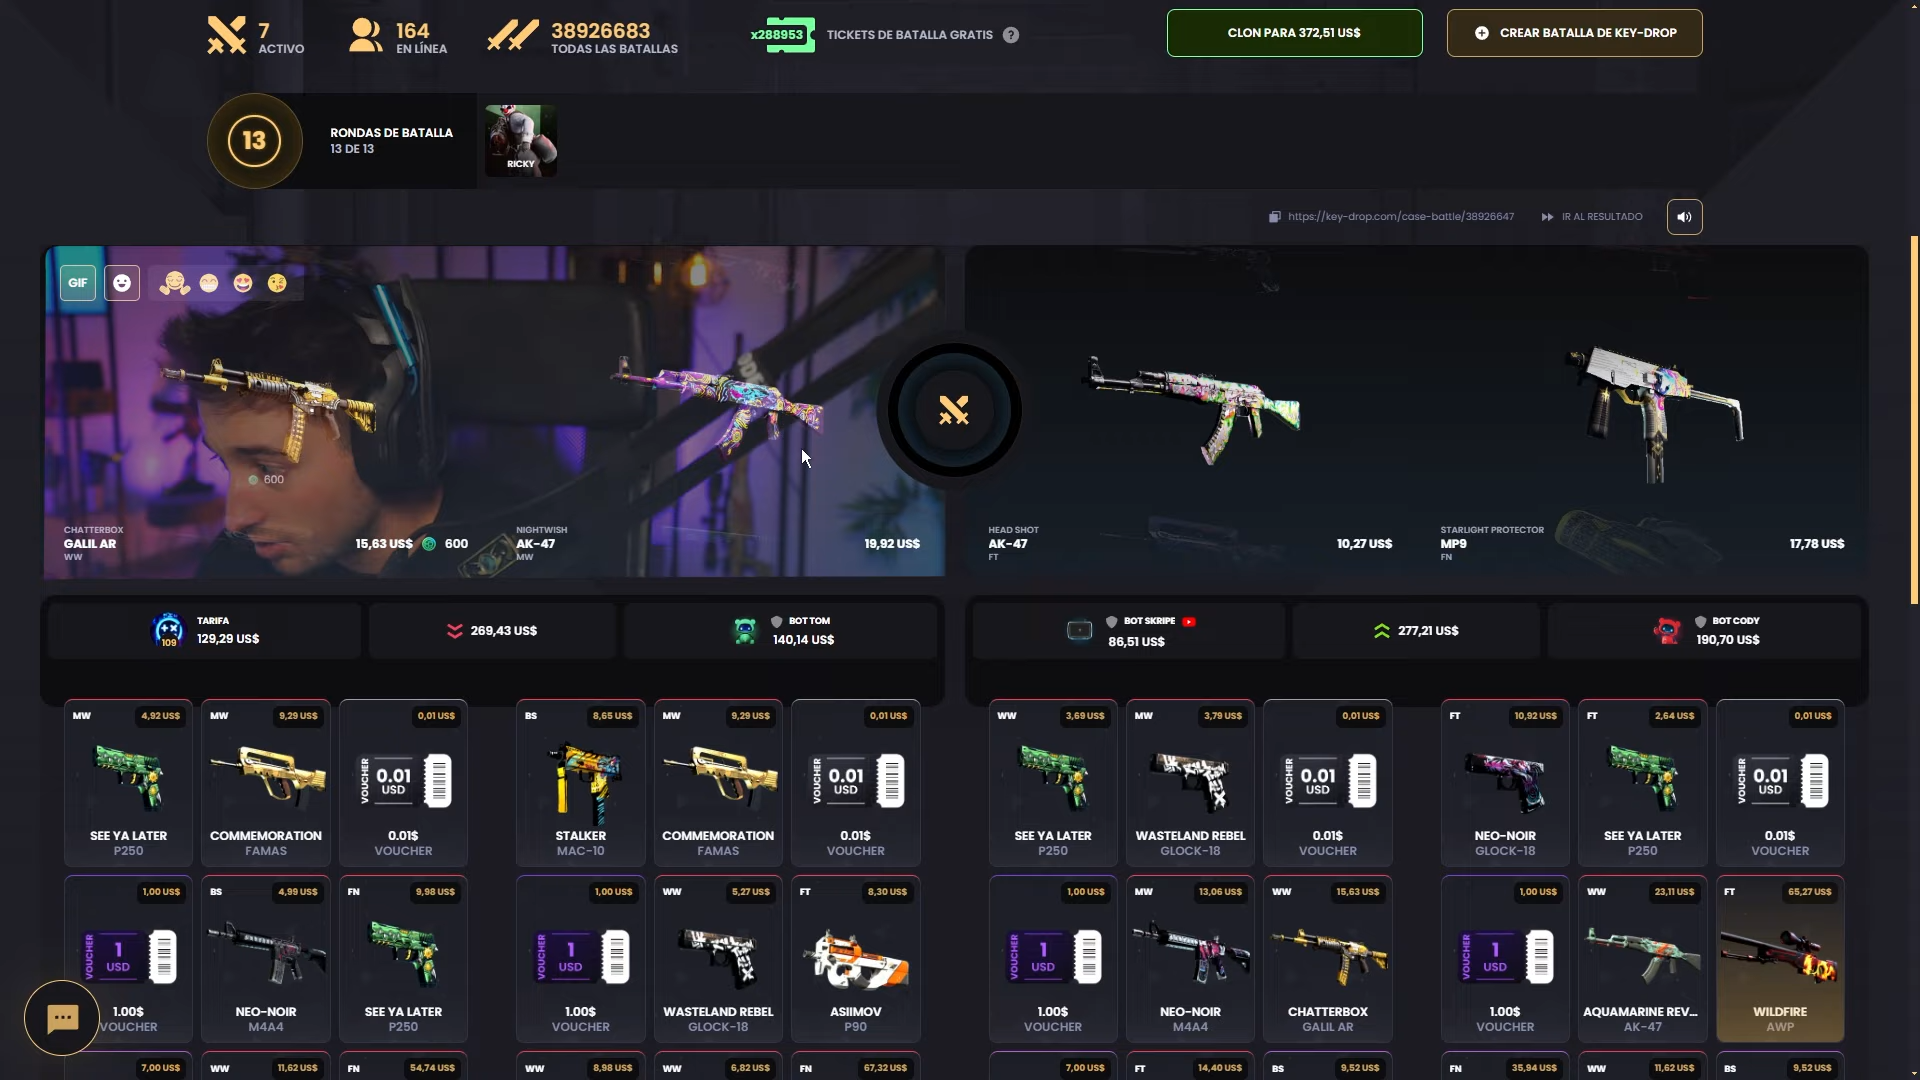 7
ACTIVO
164
EN LÍNEA
38926683
TODAS LAS BATALLAS
x288953
TICKETS DE BATALLA GRATIS
?
CLON PARA 372,51 US$
CREAR BATALLA DE KEY-DROP
13
RONDAS DE BATALLA
13 DE 13
RICKY
https://key-drop.com/case-battle/38926647
IR AL RESULTADO
GIF
600
CHATTERBOX
GALIL AR
WW
15,63 US$
600
NIGHTWISH
AK-47
MW
19,92 US$
HEAD SHOT
AK-47
FT
10,27 US$
STARLIGHT PROTECTOR
MP9
FN
17,78 US$
109
TARIFA
129,29 US$
269,43 US$
BOT TOM
140,14 US$
BOT SKRIPE
86,51 US$
277,21 US$
BOT CODY
190,70 US$
MW 4,92 US$
SEE YA LATER
P250
MW 9,29 US$
COMMEMORATION
FAMAS
0,01 US$
VOUCHER 0.01 USD
0.01$
VOUCHER
BS 8,65 US$
STALKER
MAC-10
MW 9,29 US$
COMMEMORATION
FAMAS
0,01 US$
VOUCHER 0.01 USD
0.01$
VOUCHER
WW 3,69 US$
SEE YA LATER
P250
MW 3,79 US$
WASTELAND REBEL
GLOCK-18
0,01 US$
VOUCHER 0.01 USD
0.01$
VOUCHER
FT 10,92 US$
NEO-NOIR
GLOCK-18
FT 2,64 US$
SEE YA LATER
P250
0,01 US$
VOUCHER 0.01 USD
0.01$
VOUCHER
1,00 US$
VOUCHER 1 USD
1.00$
VOUCHER
BS 4,99 US$
NEO-NOIR
M4A4
FN 9,98 US$
SEE YA LATER
P250
1,00 US$
VOUCHER 1 USD
1.00$
VOUCHER
WW 5,27 US$
WASTELAND REBEL
GLOCK-18
FT 8,30 US$
ASIIMOV
P90
1,00 US$
VOUCHER 1 USD
1.00$
VOUCHER
MW 13,06 US$
NEO-NOIR
M4A4
WW 15,63 US$
CHATTERBOX
GALIL AR
1,00 US$
VOUCHER 1 USD
1.00$
VOUCHER
WW 23,11 US$
AQUAMARINE REV...
AK-47
FT 65,27 US$
WILDFIRE
AWP
7,00 US$
WW 11,62 US$
FN 54,74 US$
WW 8,98 US$
WW 6,82 US$
FN 67,32 US$
7,00 US$
FT 14,40 US$
BS 9,52 US$
FN 35,94 US$
WW 11,62 US$
BS 9,52 US$